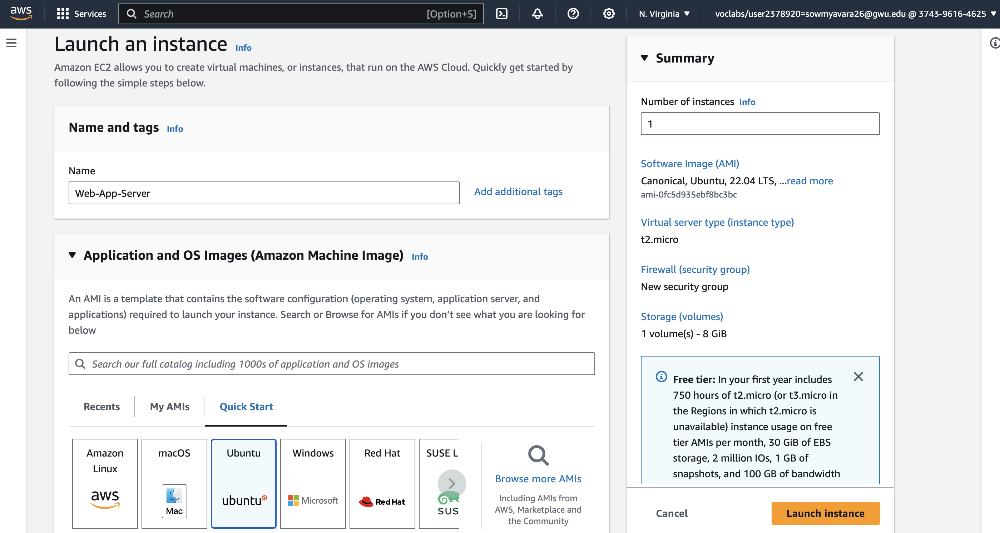 aws
Services
Search
[Option+S]
N. Virginia
voclabs/user2378920=sowmyavara26@gwu.edu @ 3743-9616-4625
Launch an instance Info
Amazon EC2 allows you to create virtual machines, or instances, that run on the AWS Cloud. Quickly get started by
following the simple steps below.
Name and tags Info
Name
Web-App-Server
Add additional tags
Application and OS Images (Amazon Machine Image) Info
An AMI is a template that contains the software configuration (operating system, application server, and
applications) required to launch your instance. Search or Browse for AMIs if you don’t see what you are looking for
below
Search our full catalog including 1000s of application and OS images
Recents
My AMIs
Quick Start
Amazon
Linux
aws
macOS
Mac
Ubuntu
ubuntu
Windows
Microsoft
Red Hat
Red Hat
SUSE Li
SUS
Browse more AMIs
Including AMIs from
AWS, Marketplace and
the Community
Summary
Number of instances Info
1
Software Image (AMI)
Canonical, Ubuntu, 22.04 LTS, ...read more
ami-0fc5d935ebf8bc3bc
Virtual server type (instance type)
t2.micro
Firewall (security group)
New security group
Storage (volumes)
1 volume(s) - 8 GiB
Free tier: In your first year includes
750 hours of t2.micro (or t3.micro in
the Regions in which t2.micro is
unavailable) instance usage on free
tier AMIs per month, 30 GiB of EBS
storage, 2 million IOs, 1 GB of
snapshots, and 100 GB of bandwidth
Cancel
Launch instance